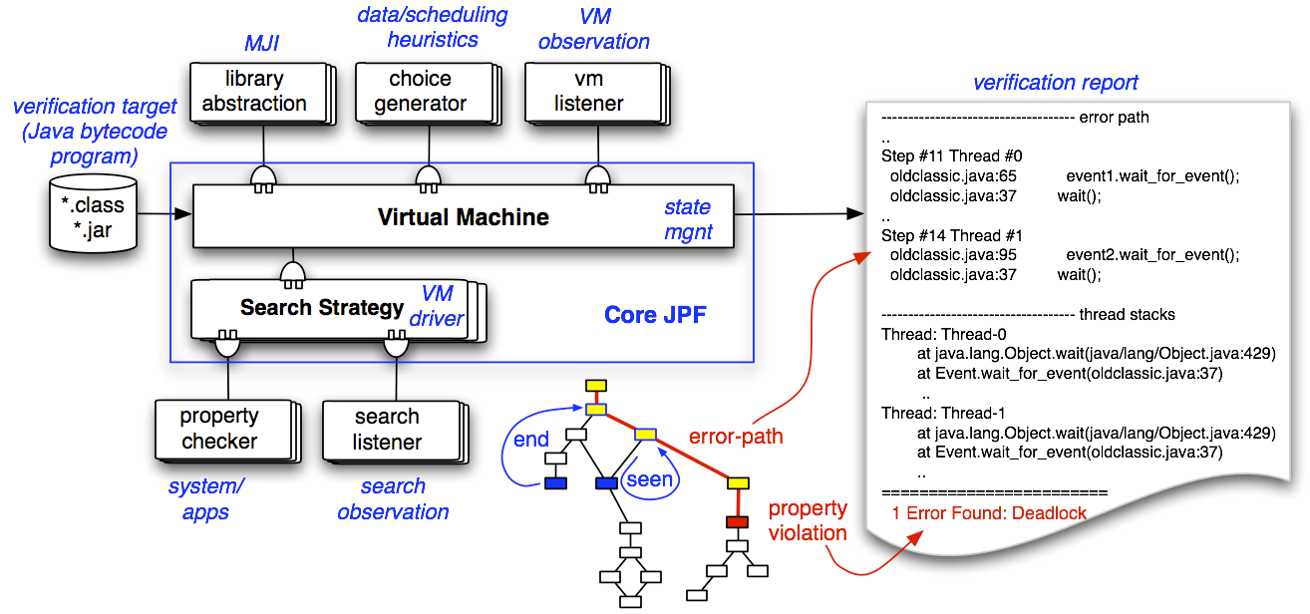 data/scheduling
heuristics
VM
observation
MJI
library
abstraction
choice
generator
vm
listener
verification target
(Java bytecode
program)
*.class
*.jar
Virtual Machine
state
mgnt
Search Strategy
VM
driver
Core JPF
property
checker
search
listener
system/
apps
search
observation
end
seen
error-path
property
violation
verification report
----------------------------------- error path
..
Step #11 Thread #0
oldclassic.java:65 event1.wait_for_event();
oldclassic.java:37 wait();
..
Step #14 Thread #1
oldclassic.java:95 event2.wait_for_event();
oldclassic.java:37 wait();
----------------------------------- thread stacks
Thread: Thread-0
at java.lang.Object.wait(java/lang/Object.java:429)
at Event.wait_for_event(oldclassic.java:37)
..
Thread: Thread-1
at java.lang.Object.wait(java/lang/Object.java:429)
at Event.wait_for_event(oldclassic.java:37)
..
========================
1 Error Found: Deadlock